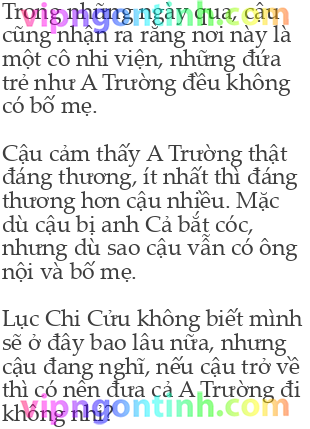 Trong những ngày qua, cậu
cũng nhận ra rằng nơi này là
một cô nhi viện, những đứa
trẻ như A Trường đều không
có bố mẹ.
Cậu cảm thấy A Trường thật
đáng thương, ít nhất thì đáng
thương hơn cậu nhiều. Mặc
dù cậu bị anh Cả bắt cóc,
nhưng dù sao cậu vẫn có ông
nội và bố mẹ.
Lục Chi Cửu không biết mình
sẽ ở đây bao lâu nữa, nhưng
cậu đang nghĩ, nếu cậu trở về
thì có nên đưa cả A Trường đi
không nhỉ?
vipngontinh.com
vipngontinh.com